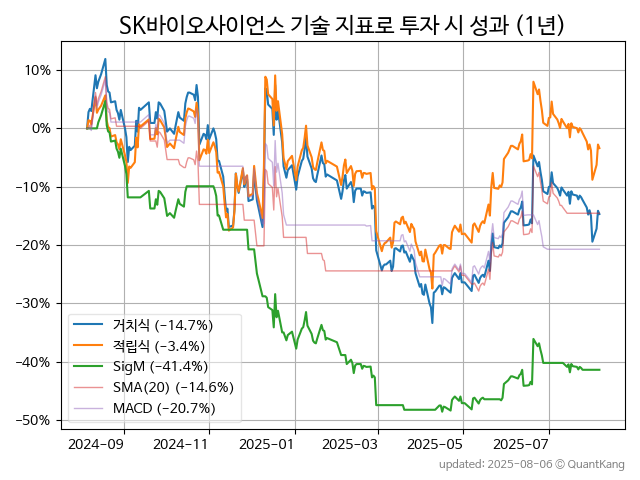 SK바이오사이언스 기술 지표로 투자 시 성과 (1년)
10%
0%
−10%
−20%
−30%
−40%
−50%
거치식 (−14.7%)
적립식 (−3.4%)
SigM (−41.4%)
SMA(20) (−14.6%)
MACD (−20.7%)
2024-09 2024-11 2025-01 2025-03 2025-05 2025-07
updated: 2025-08-06 © QuantKang